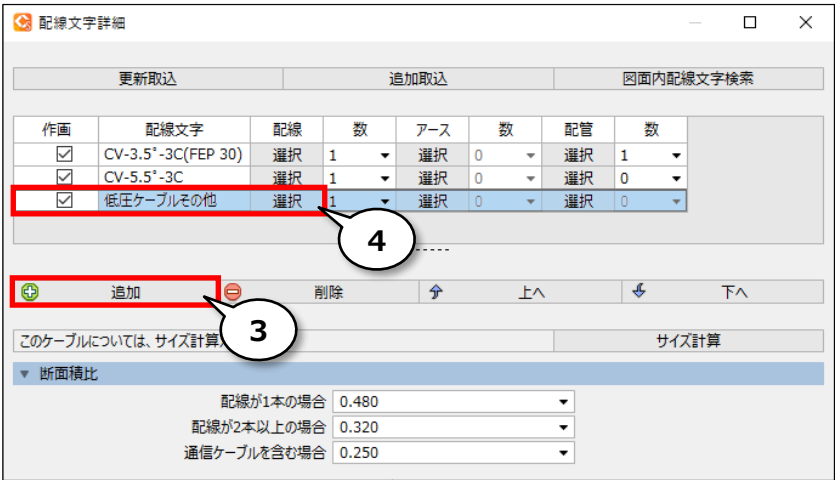 配線文字詳細
更新取込 追加取込 図面内配線文字検索
作画 配線文字 配線 数 アース 数 配管 数
CV-3.5゜-3C(FEP 30) 選択 1 選択 0 選択 1
CV-5.5゜-3C 選択 1 選択 0 選択 0
低圧ケーブルその他 選択 1 選択 0 選択 0
4
追加 削除 上へ 下へ
3
このケーブルについては、サイズ計算 サイズ計算
断面積比
配線が1本の場合 0.480
配線が2本以上の場合 0.320
通信ケーブルを含む場合 0.250